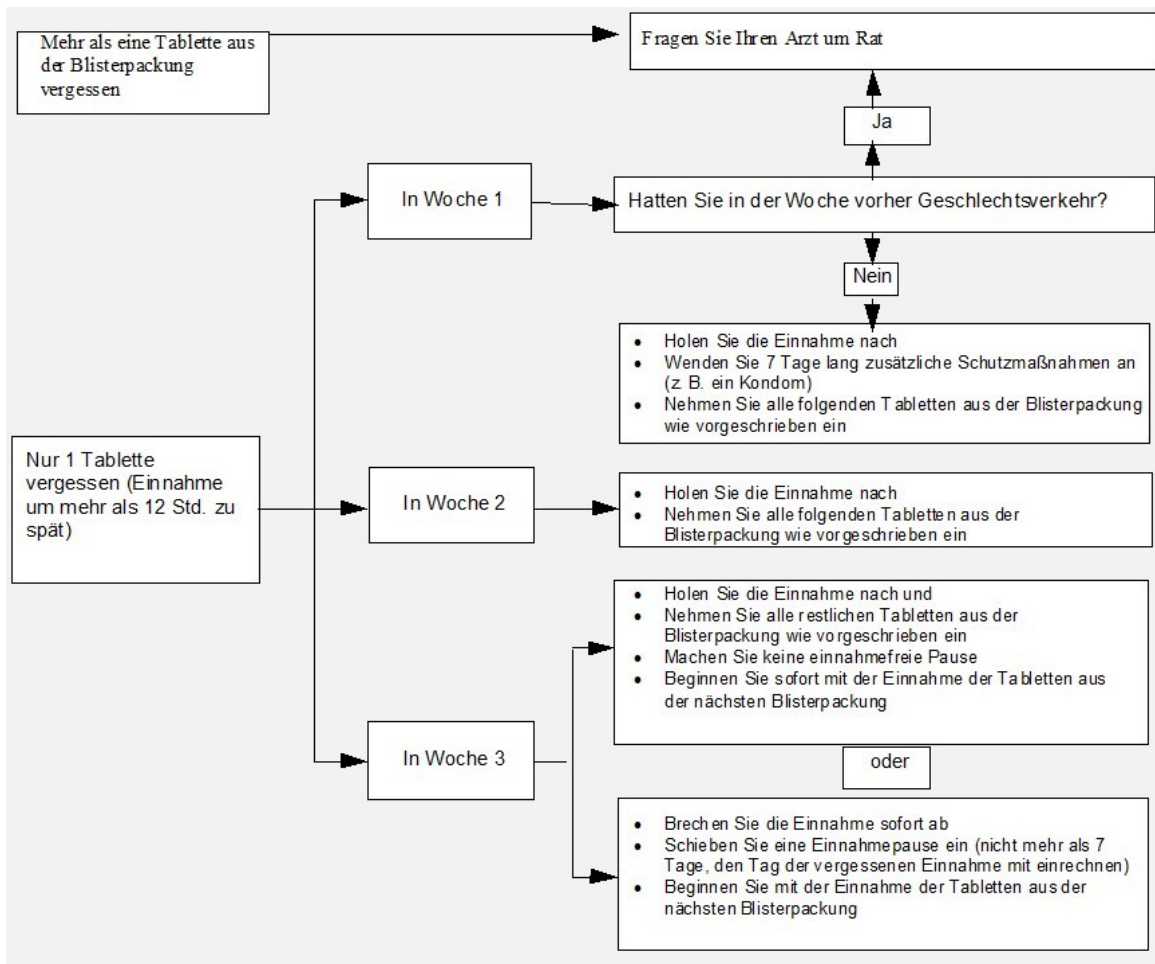 Mehr als eine Tablette aus
der Blisterpackung
vergessen
Fragen Sie Ihren Arzt um Rat
Ja
In Woche 1
Hatten Sie in der Woche vorher Geschlechtsverkehr?
Nein
• Holen Sie die Einnahme nach
• Wenden Sie 7 Tage lang zusätzliche Schutzmaßnahmen an
(z. B. ein Kondom)
• Nehmen Sie alle folgenden Tabletten aus der Blisterpackung
wie vorgeschrieben ein
Nur 1 Tablette
vergessen (Einnahme
um mehr als 12 Std. zu
spät)
In Woche 2
• Holen Sie die Einnahme nach
• Nehmen Sie alle folgenden Tabletten aus der
Blisterpackung wie vorgeschrieben ein
In Woche 3
• Holen Sie die Einnahme nach und
• Nehmen Sie alle restlichen Tabletten aus der
Blisterpackung wie vorgeschrieben ein
• Machen Sie keine einnahmefreie Pause
• Beginnen Sie sofort mit der Einnahme der Tabletten aus
der nächsten Blisterpackung
oder
• Brechen Sie die Einnahme sofort ab
• Schieben Sie eine Einnahmepause ein (nicht mehr als 7
Tage, den Tag der vergessenen Einnahme mit einrechnen)
• Beginnen Sie mit der Einnahme der Tabletten aus der
nächsten Blisterpackung